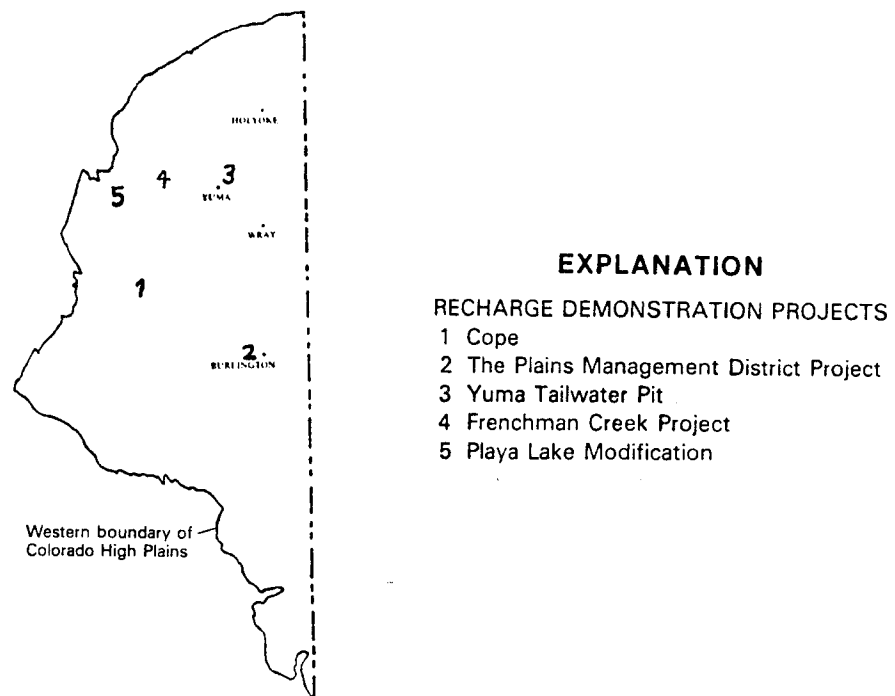 HOLYOKE
4
3
5
YUMA
WRAY
1
2
BURLINGTON
Western boundary of
Colorado High Plains
EXPLANATION
RECHARGE DEMONSTRATION PROJECTS
1 Cope
2 The Plains Management District Project
3 Yuma Tailwater Pit
4 Frenchman Creek Project
5 Playa Lake Modification